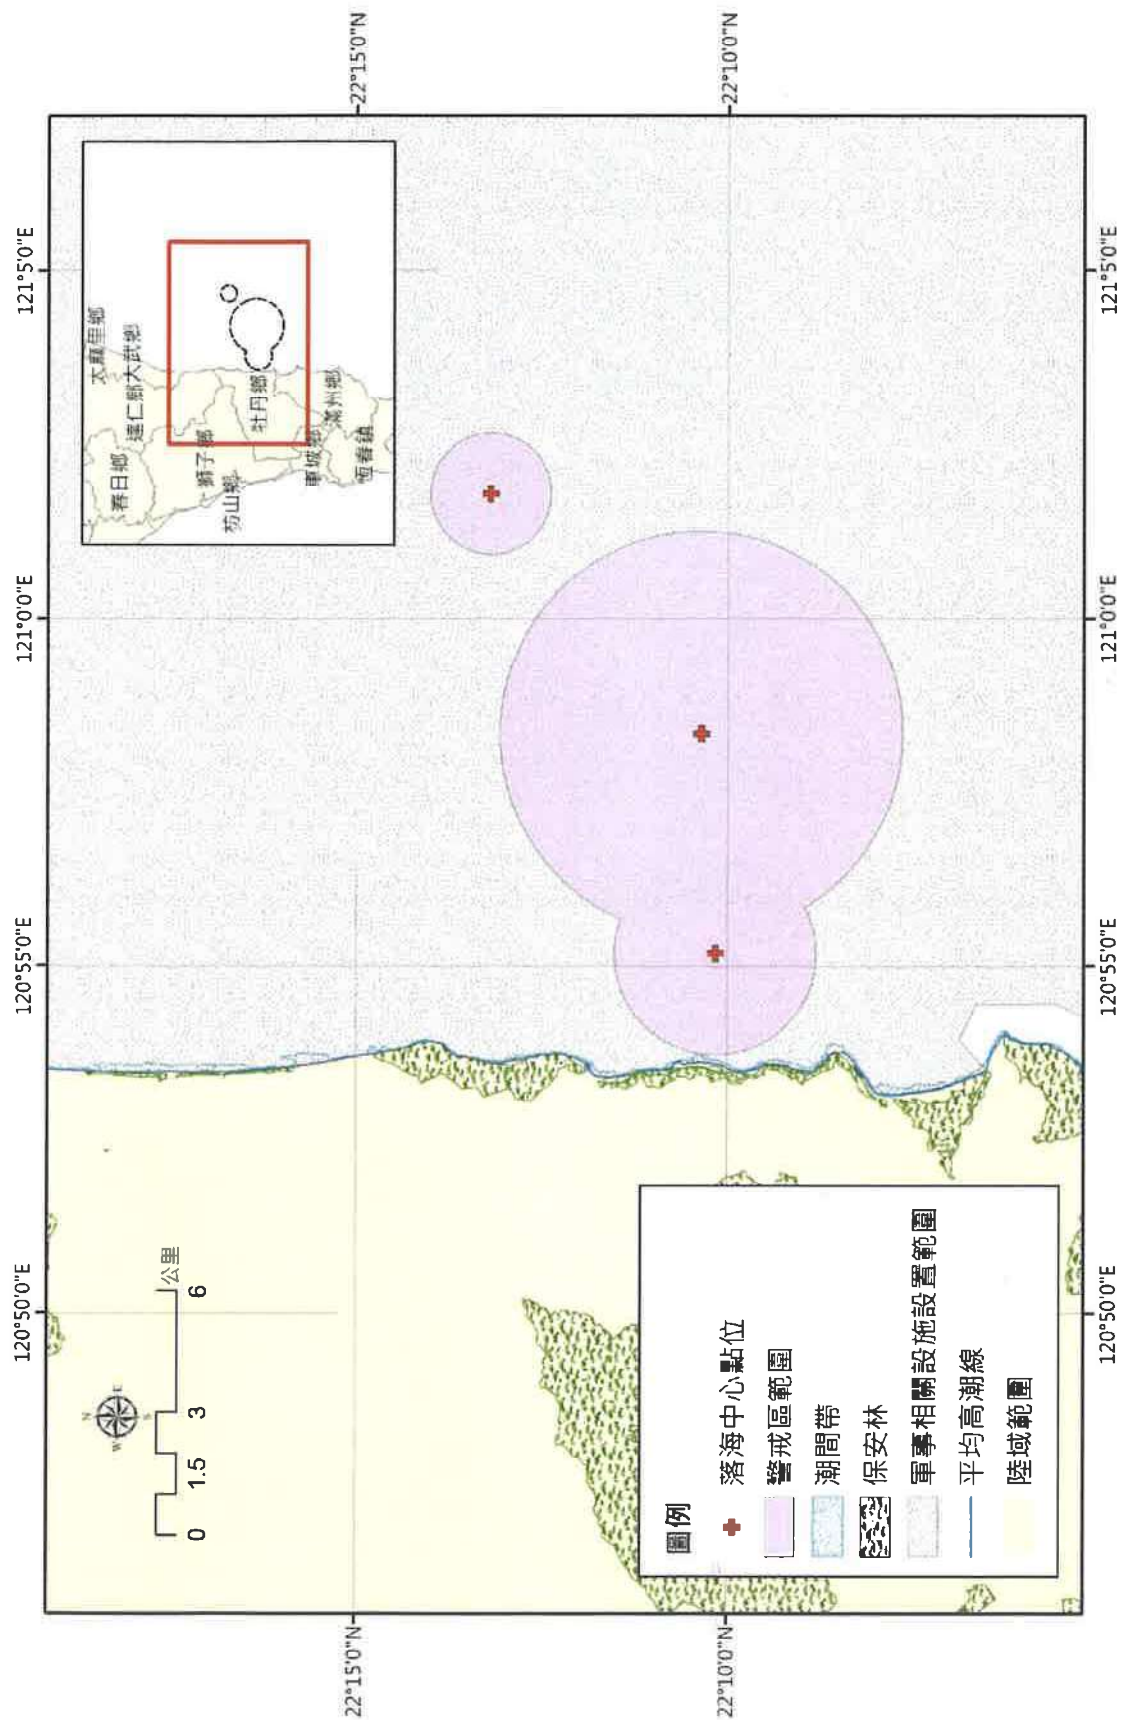 120°50'0"E
120°55'0"E
121°0'0"E
121°5'0"E
22°15'0"N
22°15'0"N
22°10'0"N
22°10'0"N
N
W
E
S
0
1.5
3
6
公里
太麻里鄉
春日鄉
達仁鄉
大武鄉
獅子鄉
枋山鄉
牡丹鄉
車城鄉
滿州鄉
恆春鎮
圖例
落海中心點位
警戒區範圍
潮間帶
保安林
軍事相關設施設置範圍
平均高潮線
陸域範圍
120°50'0"E
120°55'0"E
121°0'0"E
121°5'0"E